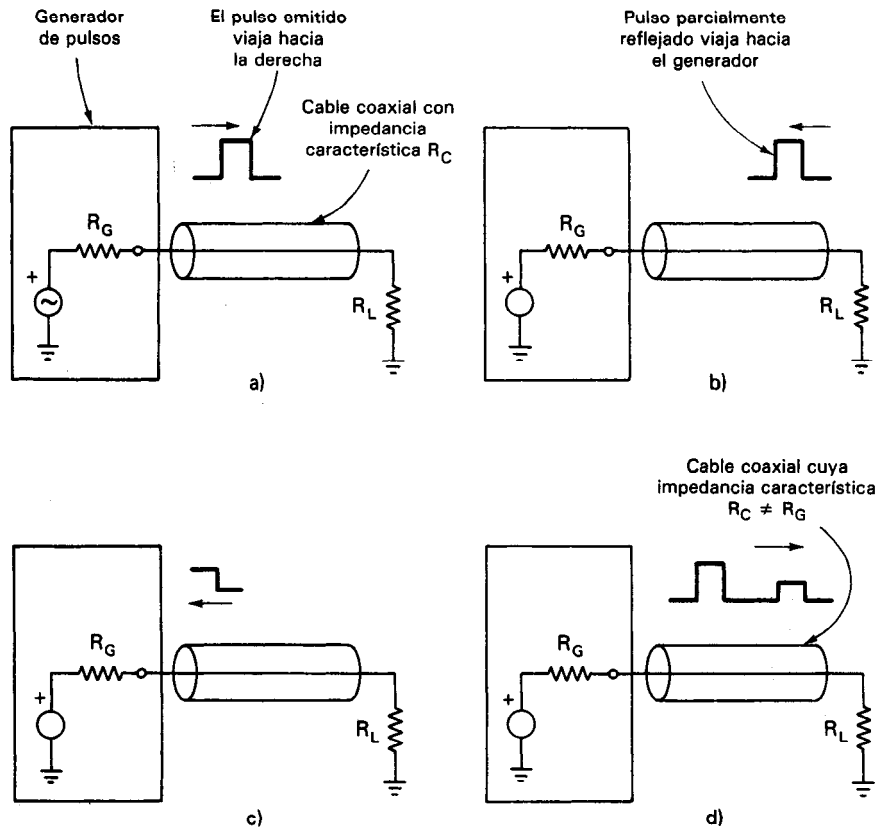 Generador
de pulsos
El pulso emitido
viaja hacia
la derecha
Cable coaxial con
impedancia
característica R_C
R_G
+
R_L
a)
Pulso parcialmente
reflejado viaja hacia
el generador
R_G
+
R_L
b)
R_G
+
R_L
c)
Cable coaxial cuya
impedancia característica
R_C ≠ R_G
R_G
+
R_L
d)